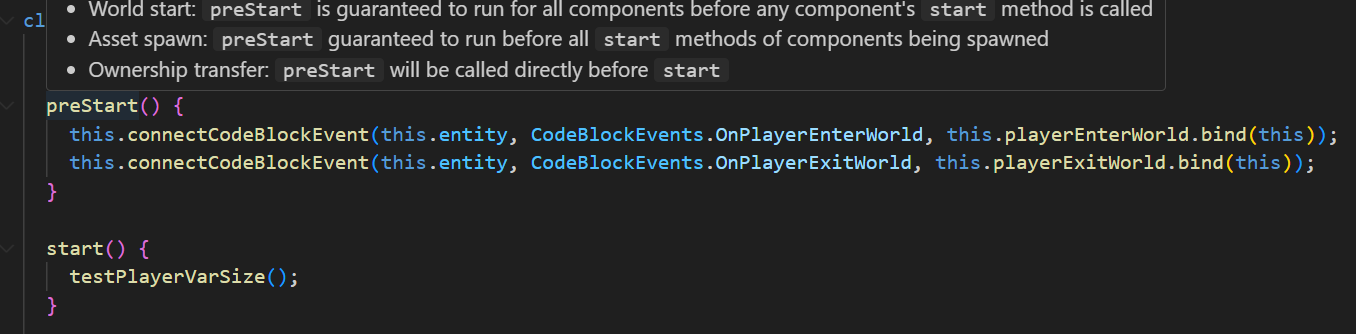 • World start: preStart is guaranteed to run for all components before any component's start method is called
cl
• Asset spawn: preStart guaranteed to run before all start methods of components being spawned
• Ownership transfer: preStart will be called directly before start
preStart() {
this.connectCodeBlockEvent(this.entity, CodeBlockEvents.OnPlayerEnterWorld, this.playerEnterWorld.bind(this));
this.connectCodeBlockEvent(this.entity, CodeBlockEvents.OnPlayerExitWorld, this.playerExitWorld.bind(this));
}
start() {
testPlayerVarSize();
}